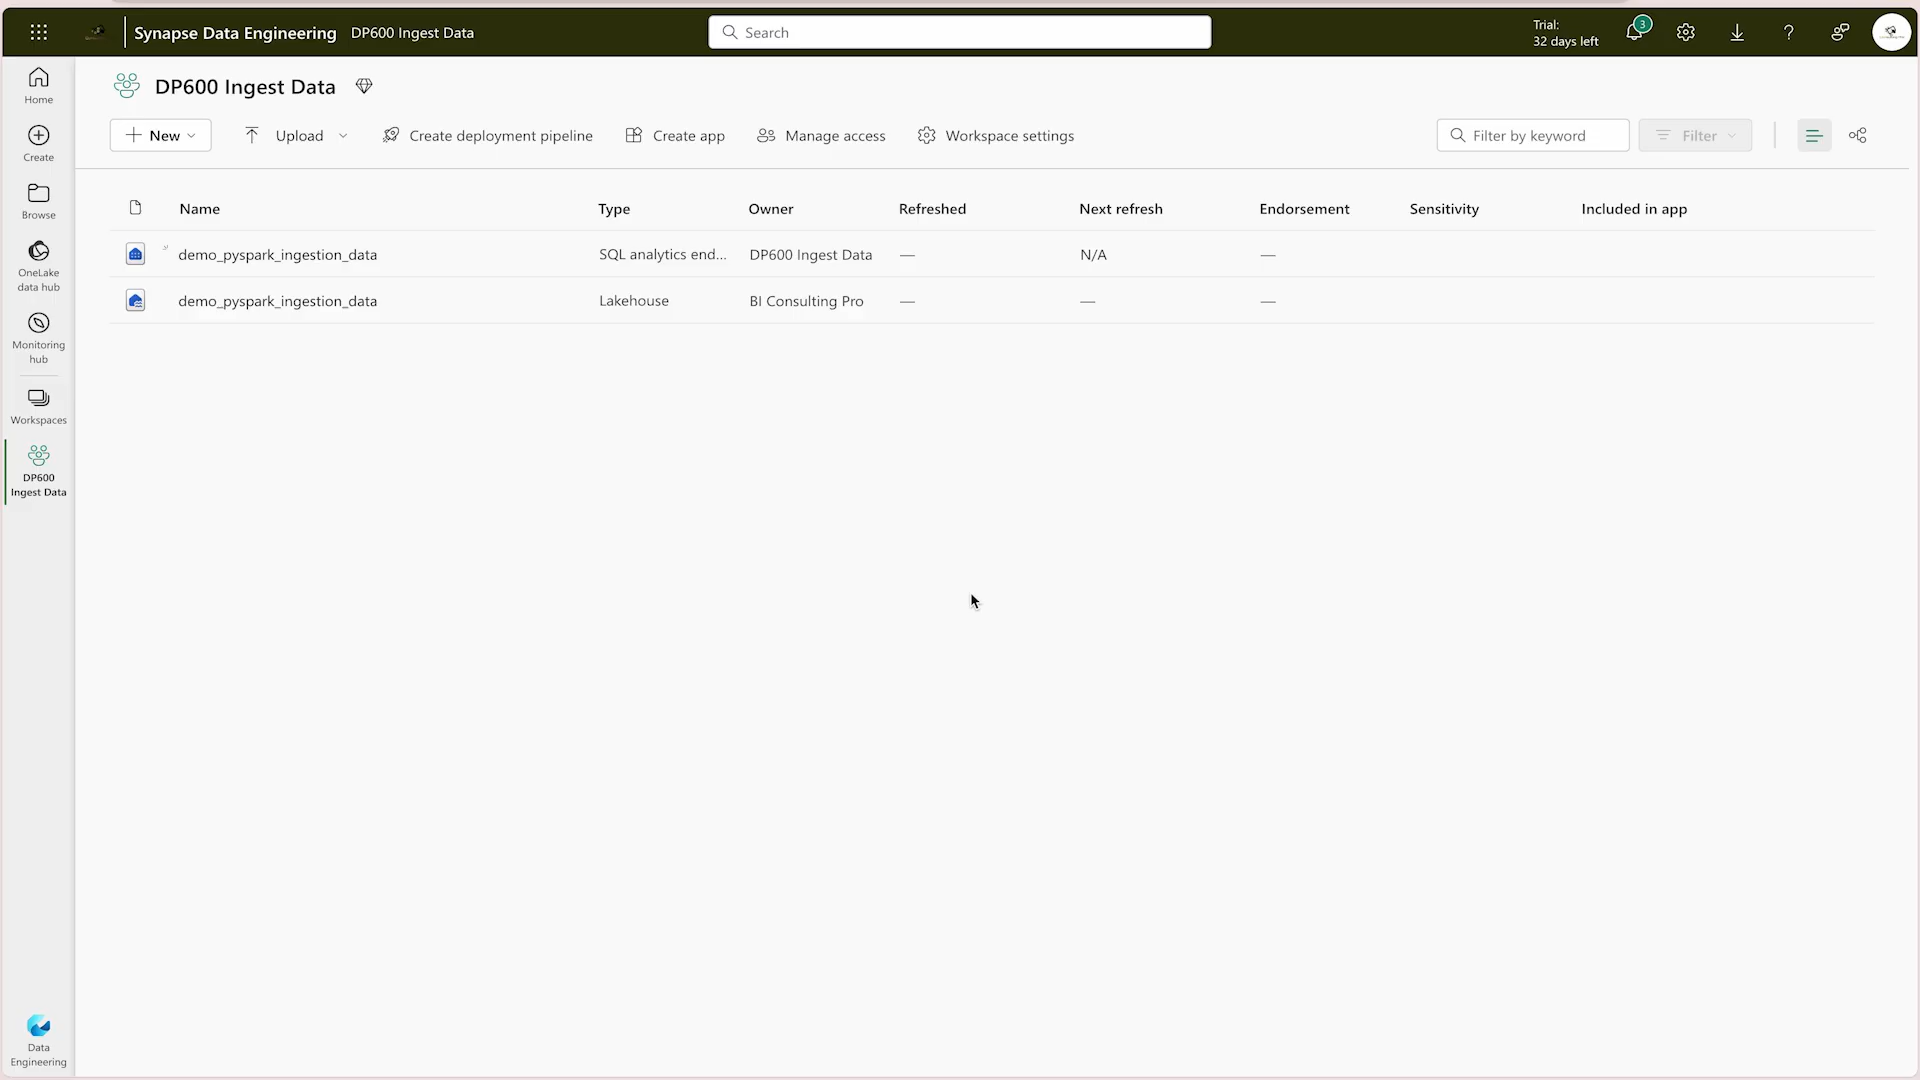 Synapse Data Engineering DP600 Ingest Data Search Trial: 3
32 days left
Home
Create
Browse
OneLake
data hub
Monitoring
hub
Workspaces
DP600
Ingest Data
Data
Engineering
DP600 Ingest Data
New Upload Create deployment pipeline Create app Manage access Workspace settings Filter by keyword Filter
Name Type Owner Refreshed Next refresh Endorsement Sensitivity Included in app
demo_pyspark_ingestion_data SQL analytics end... DP600 Ingest Data — N/A —
demo_pyspark_ingestion_data Lakehouse BI Consulting Pro — — —